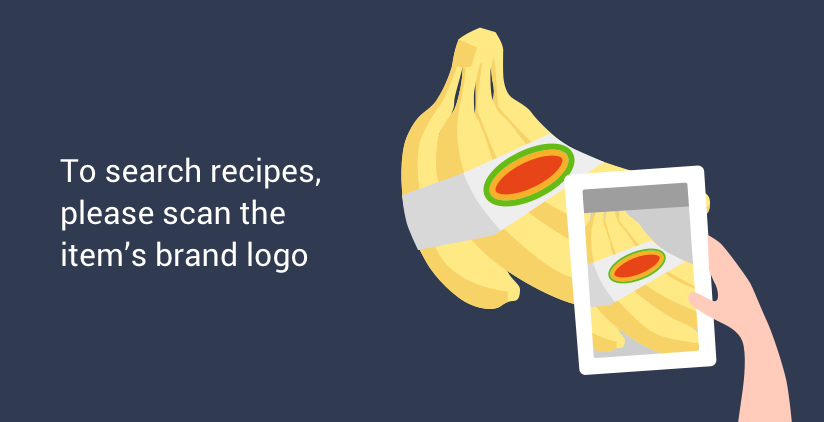 To search recipes,
please scan the
item’s brand logo